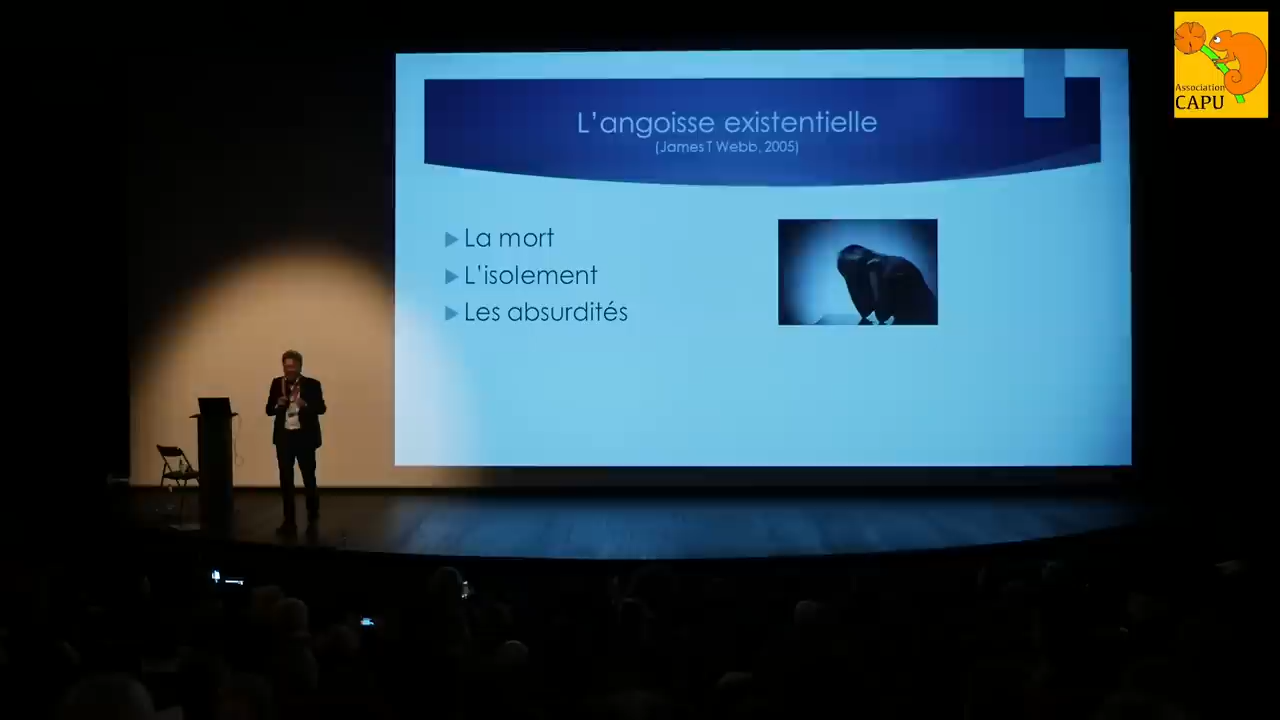 L'angoisse existentielle
(James T Webb, 2005)
La mort
L'isolement
Les absurdités
Association
CAPU